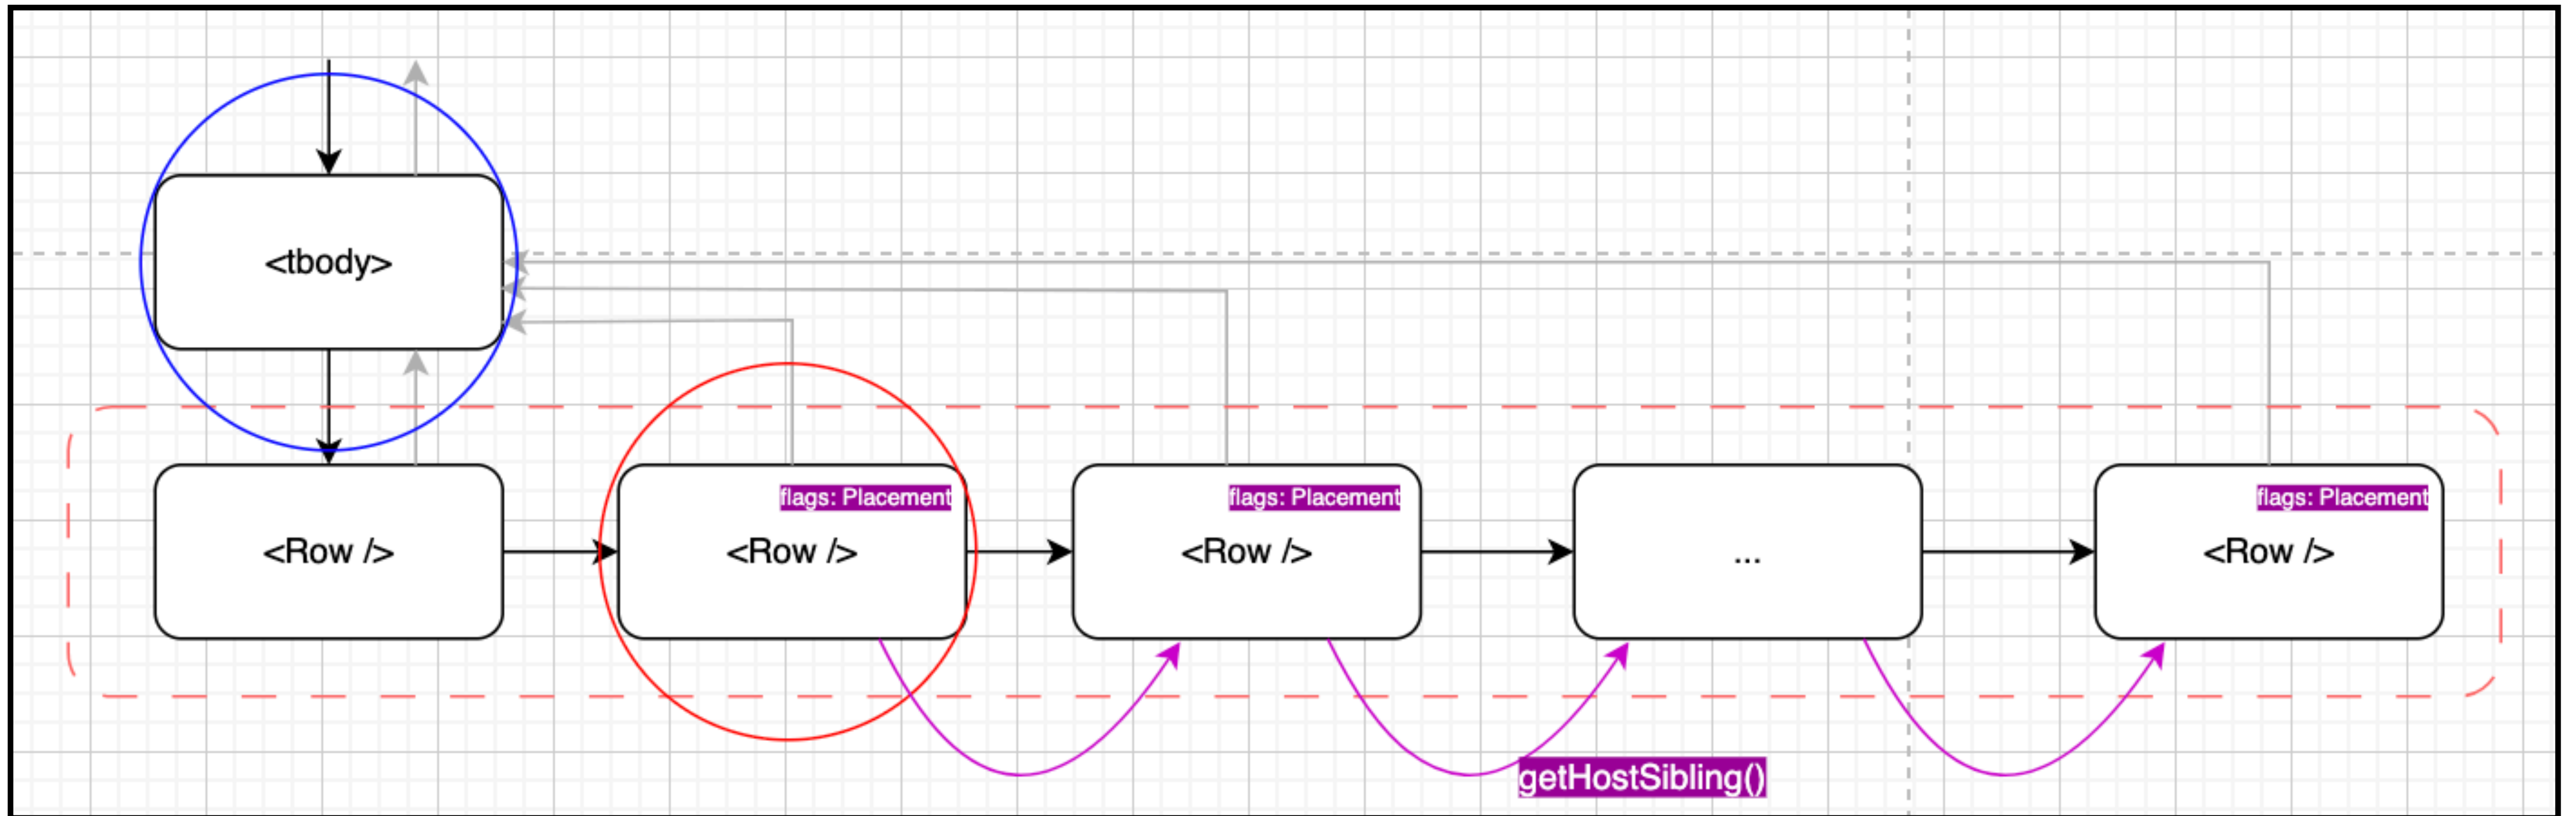 <tbody>
flags: Placement
flags: Placement
flags: Placement
<Row />
<Row />
<Row />
...
<Row />
getHostSibling()